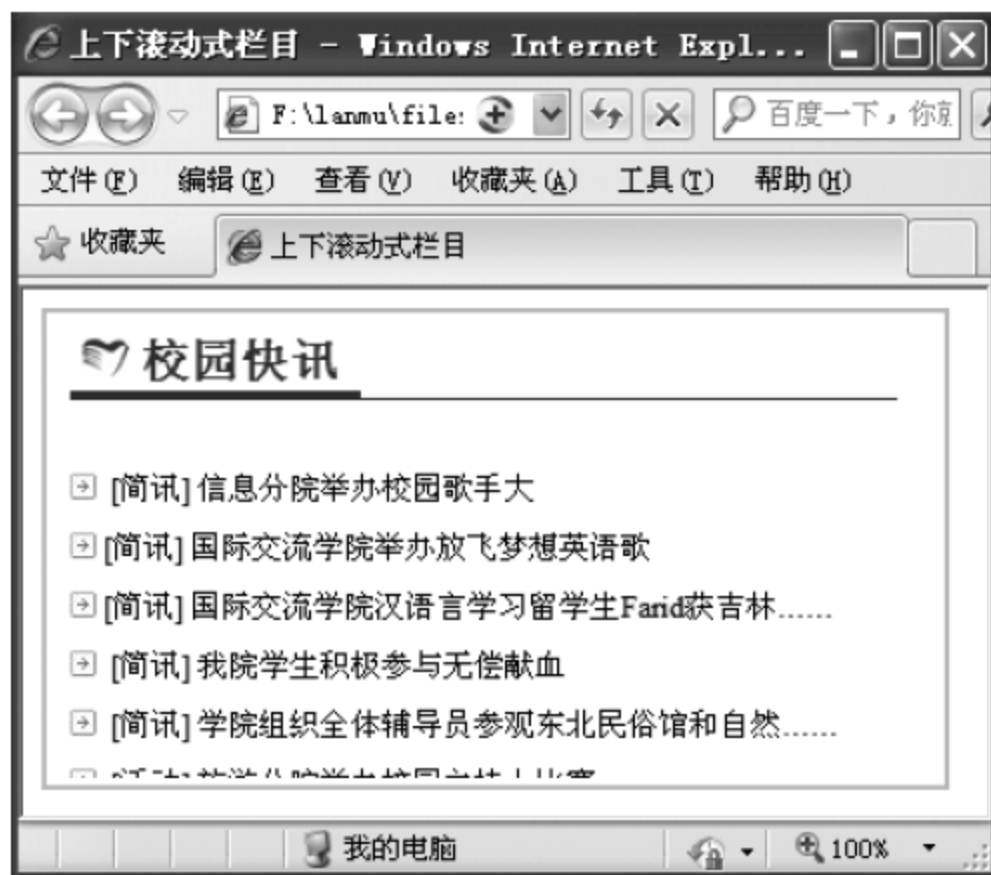 上下滚动式栏目 - Windows Internet Expl...
F:\lanmu\file: 百度一下，你
文件(F) 编辑(E) 查看(V) 收藏夹(A) 工具(T) 帮助(H)
收藏夹 上下滚动式栏目
校园快讯
[简讯] 信息分院举办校园歌手大
[简讯] 国际交流学院举办放飞梦想英语歌
[简讯] 国际交流学院汉语言学习留学生Farid获吉林......
[简讯] 我院学生积极参与无偿献血
[简讯] 学院组织全体辅导员参观东北民俗馆和自然......
我的电脑 100%